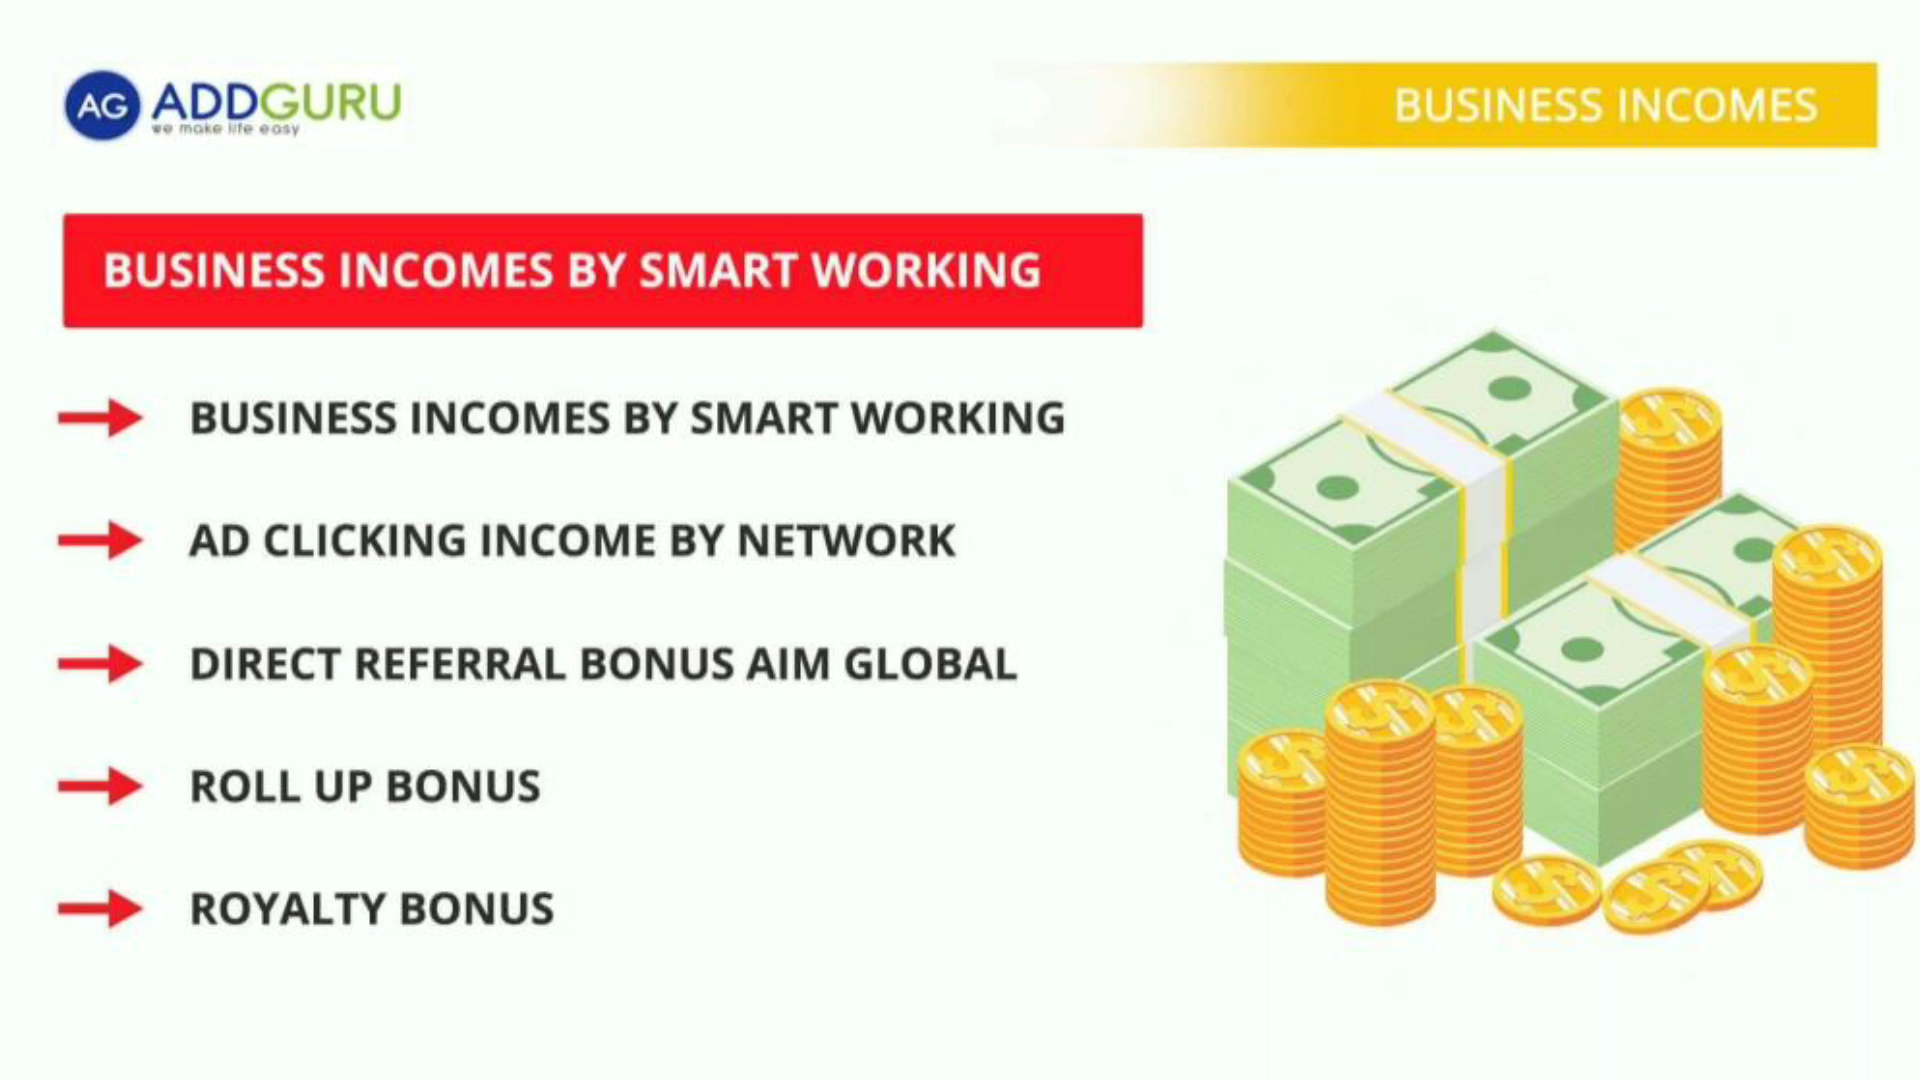 AG ADDGURU
we make life easy
BUSINESS INCOMES
BUSINESS INCOMES BY SMART WORKING
BUSINESS INCOMES BY SMART WORKING
AD CLICKING INCOME BY NETWORK
DIRECT REFERRAL BONUS AIM GLOBAL
ROLL UP BONUS
ROYALTY BONUS